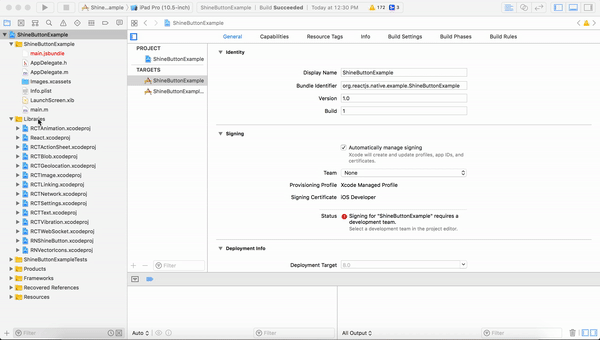 Shine...ample
iPad Pro (10.5-inch)
ShineButtonExample | Build Succeeded | Today at 12:30 PM
172
3
ShineButtonExample
ShineButtonExample
General
Capabilities
Resource Tags
Info
Build Settings
Build Phases
Build Rules
ShineButtonExample
main.jsbundle
AppDelegate.h
AppDelegate.m
Images.xcassets
Info.plist
LaunchScreen.xib
main.m
Libraries
RCTAnimation.xcodeproj
React.xcodeproj
RCTActionSheet.xcodeproj
RCTBlob.xcodeproj
RCTGeolocation.xcodeproj
RCTImage.xcodeproj
RCTLinking.xcodeproj
RCTNetwork.xcodeproj
RCTSettings.xcodeproj
RCTText.xcodeproj
RCTVibration.xcodeproj
RCTWebSocket.xcodeproj
RNShineButton.xcodeproj
RNVectorIcons.xcodeproj
ShineButtonExampleTests
Products
Frameworks
Recovered References
Resources
Filter
PROJECT
ShineButtonExample
TARGETS
ShineButtonExample
ShineButtonExampl...
Filter
Identity
Display Name
ShineButtonExample
Bundle Identifier
org.reactjs.native.example.ShineButtonExample
Version
1.0
Build
1
Signing
Automatically manage signing
Xcode will create and update profiles, app IDs, and
certificates.
Team
None
Provisioning Profile
Xcode Managed Profile
Signing Certificate
iOS Developer
Status
Signing for "ShineButtonExample" requires a
development team.
Select a development team in the project editor.
Deployment Info
Deployment Target
8.0
Auto
Filter
All Output
Filter